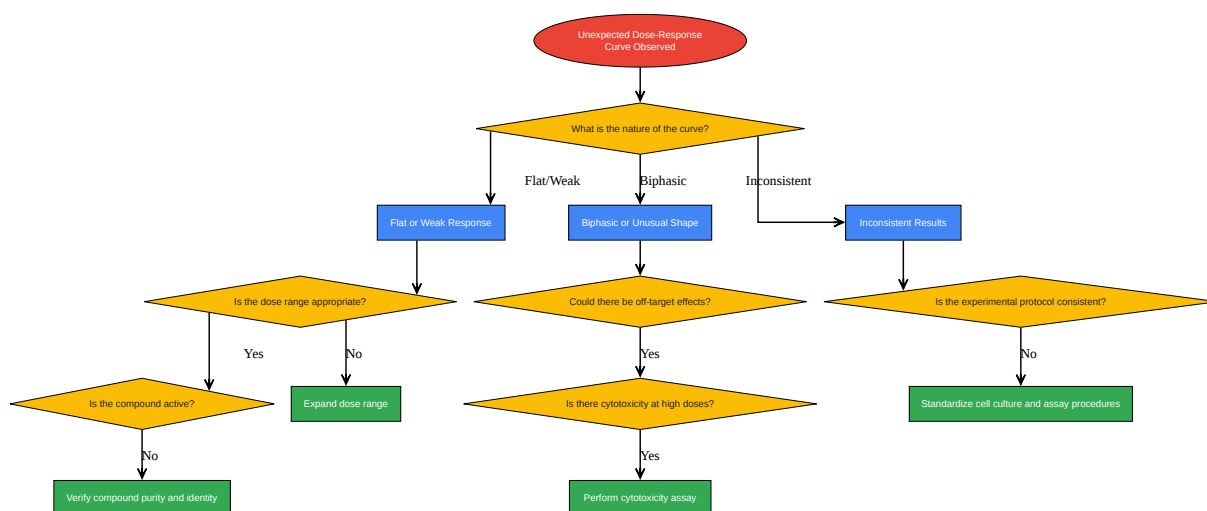 Unexpected Dose-Response
Curve Observed
What is the nature of the curve?
Flat/Weak
Biphasic
Inconsistent
Flat or Weak Response
Biphasic or Unusual Shape
Inconsistent Results
Is the dose range appropriate?
Could there be off-target effects?
Is the experimental protocol consistent?
Yes
No
Yes
No
Is the compound active?
Expand dose range
Is there cytotoxicity at high doses?
Standardize cell culture and assay procedures
No
Yes
Verify compound purity and identity
Perform cytotoxicity assay